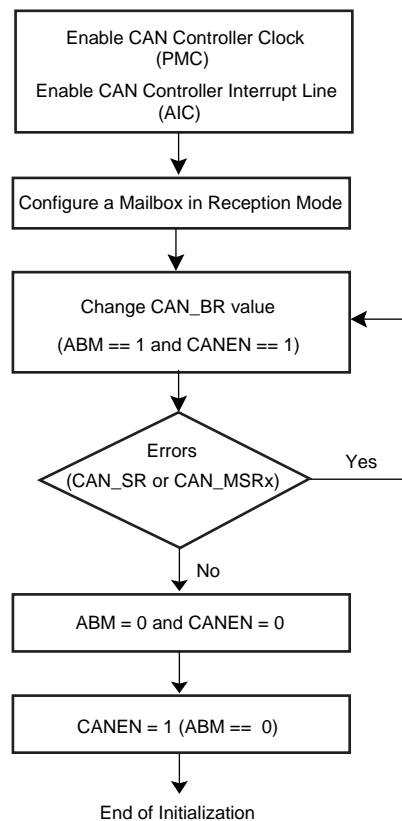 Enable CAN Controller Clock
(PMC)
Enable CAN Controller Interrupt Line
(AIC)
Configure a Mailbox in Reception Mode
Change CAN_BR value
(ABM == 1 and CANEN == 1)
Errors
(CAN_SR or CAN_MSRx)
Yes
No
ABM = 0 and CANEN = 0
CANEN = 1 (ABM == 0)
End of Initialization